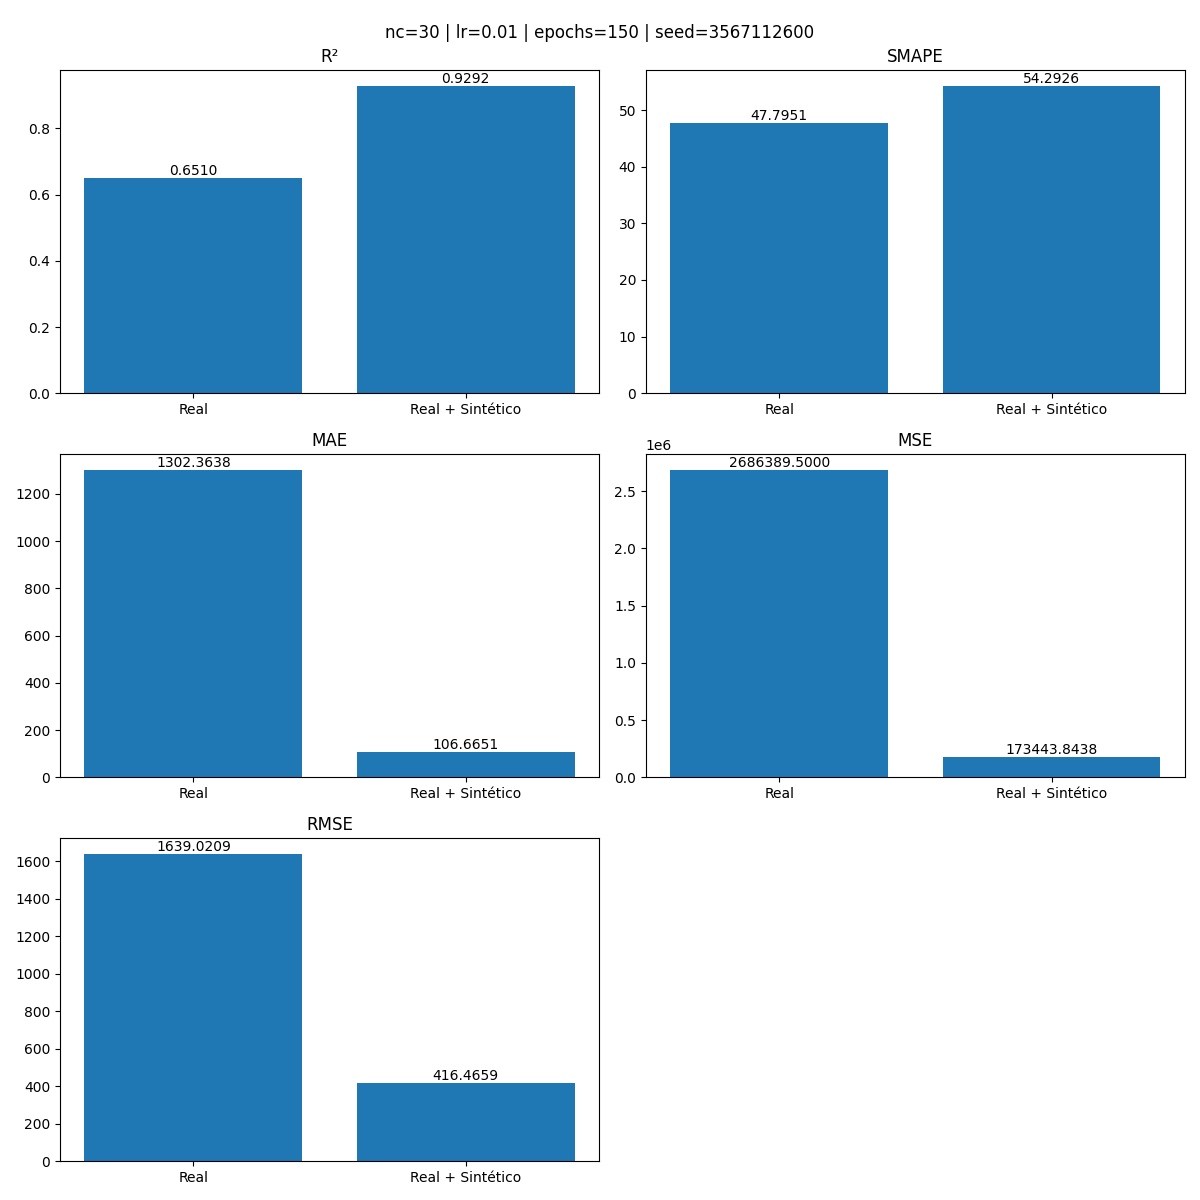 nc=30 | lr=0.01 | epochs=150 | seed=3567112600
R²
0.6510
0.9292
0.8
0.6
0.4
0.2
0.0
Real
Real + Sintético
SMAPE
47.7951
54.2926
50
40
30
20
10
0
Real
Real + Sintético
MAE
1302.3638
106.6651
1200
1000
800
600
400
200
0
Real
Real + Sintético
MSE
1e6
2686389.5000
173443.8438
2.5
2.0
1.5
1.0
0.5
0.0
Real
Real + Sintético
RMSE
1639.0209
416.4659
1600
1400
1200
1000
800
600
400
200
0
Real
Real + Sintético